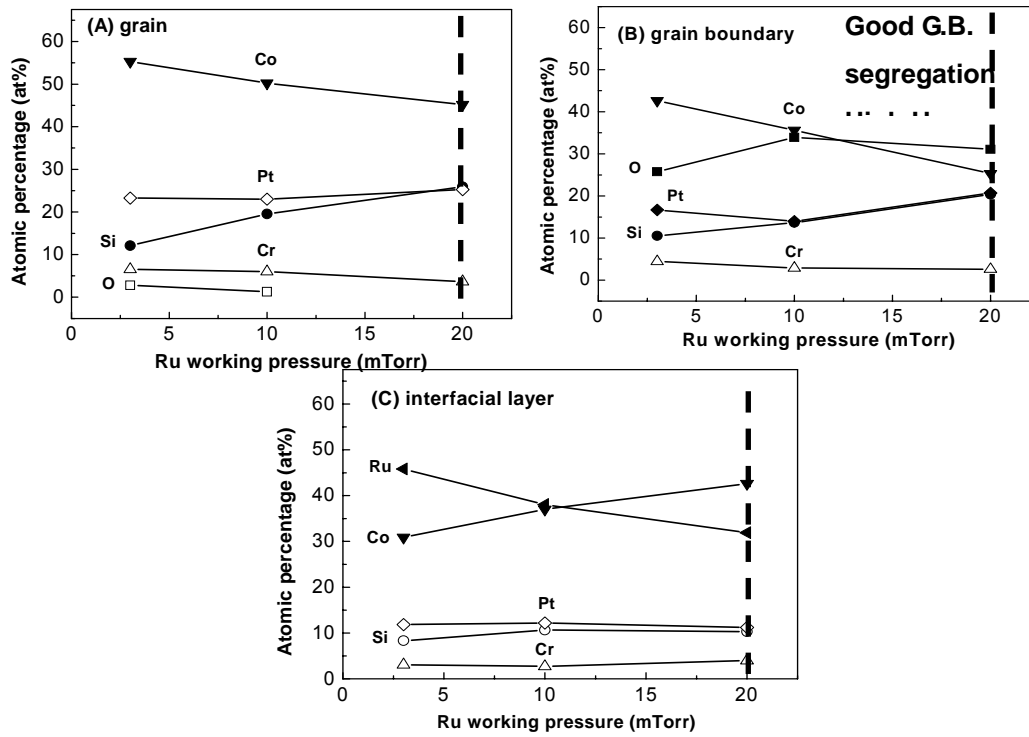 (A) grain
Co
Pt
Si
Cr
O
60
50
40
30
20
10
0
0 5 10 15 20
Atomic percentage (at%)
Ru working pressure (mTorr)
(B) grain boundary
Good G.B.
segregation
Co
O
Pt
Si
Cr
60
50
40
30
20
10
0
0 5 10 15 20
Atomic percentage (at%)
Ru working pressure (mTorr)
(C) interfacial layer
Ru
Co
Pt
Si
Cr
60
50
40
30
20
10
0
0 5 10 15 20
Atomic percentage (at%)
Ru working pressure (mTorr)